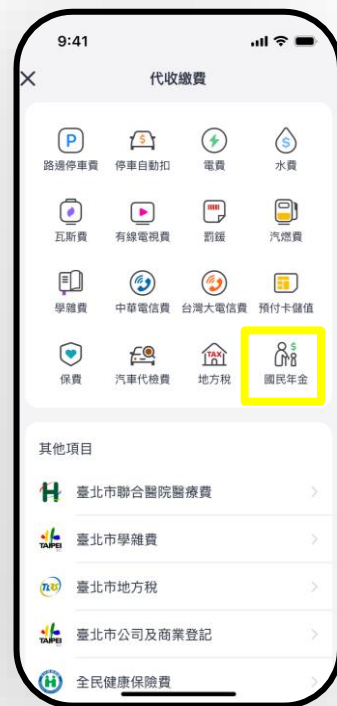 9:41
代收繳費
P
路邊停車費 停車自動扣 電費 水費
瓦斯費 有線電視費 罰鍰 汽燃費
學雜費 中華電信費 台灣大電信費 預付卡儲值
TAX
保費 汽車代檢費 地方稅 國民年金
其他項目
臺北市聯合醫院醫療費
TAIPEI 臺北市學雜費
臺北市地方稅
TAIPEI 臺北市公司及商業登記
全民健康保險費